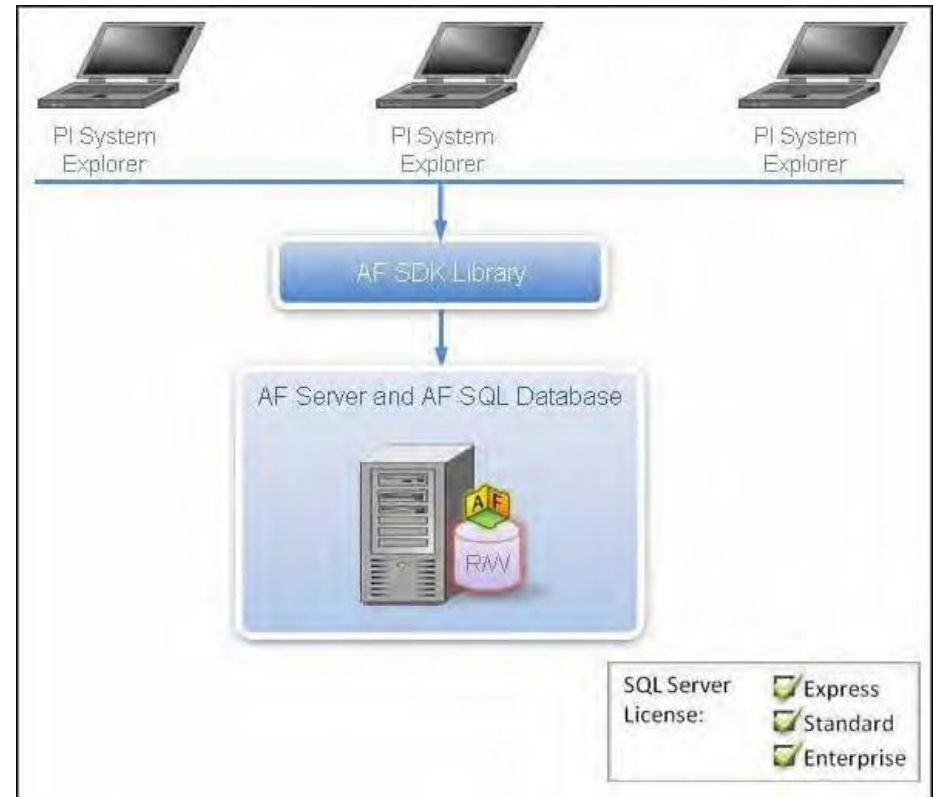 PI System
Explorer
PI System
Explorer
PI System
Explorer
AF SDK Library
AF Server and AF SQL Database
A F
R/W
SQL Server
License:
Express
Standard
Enterprise